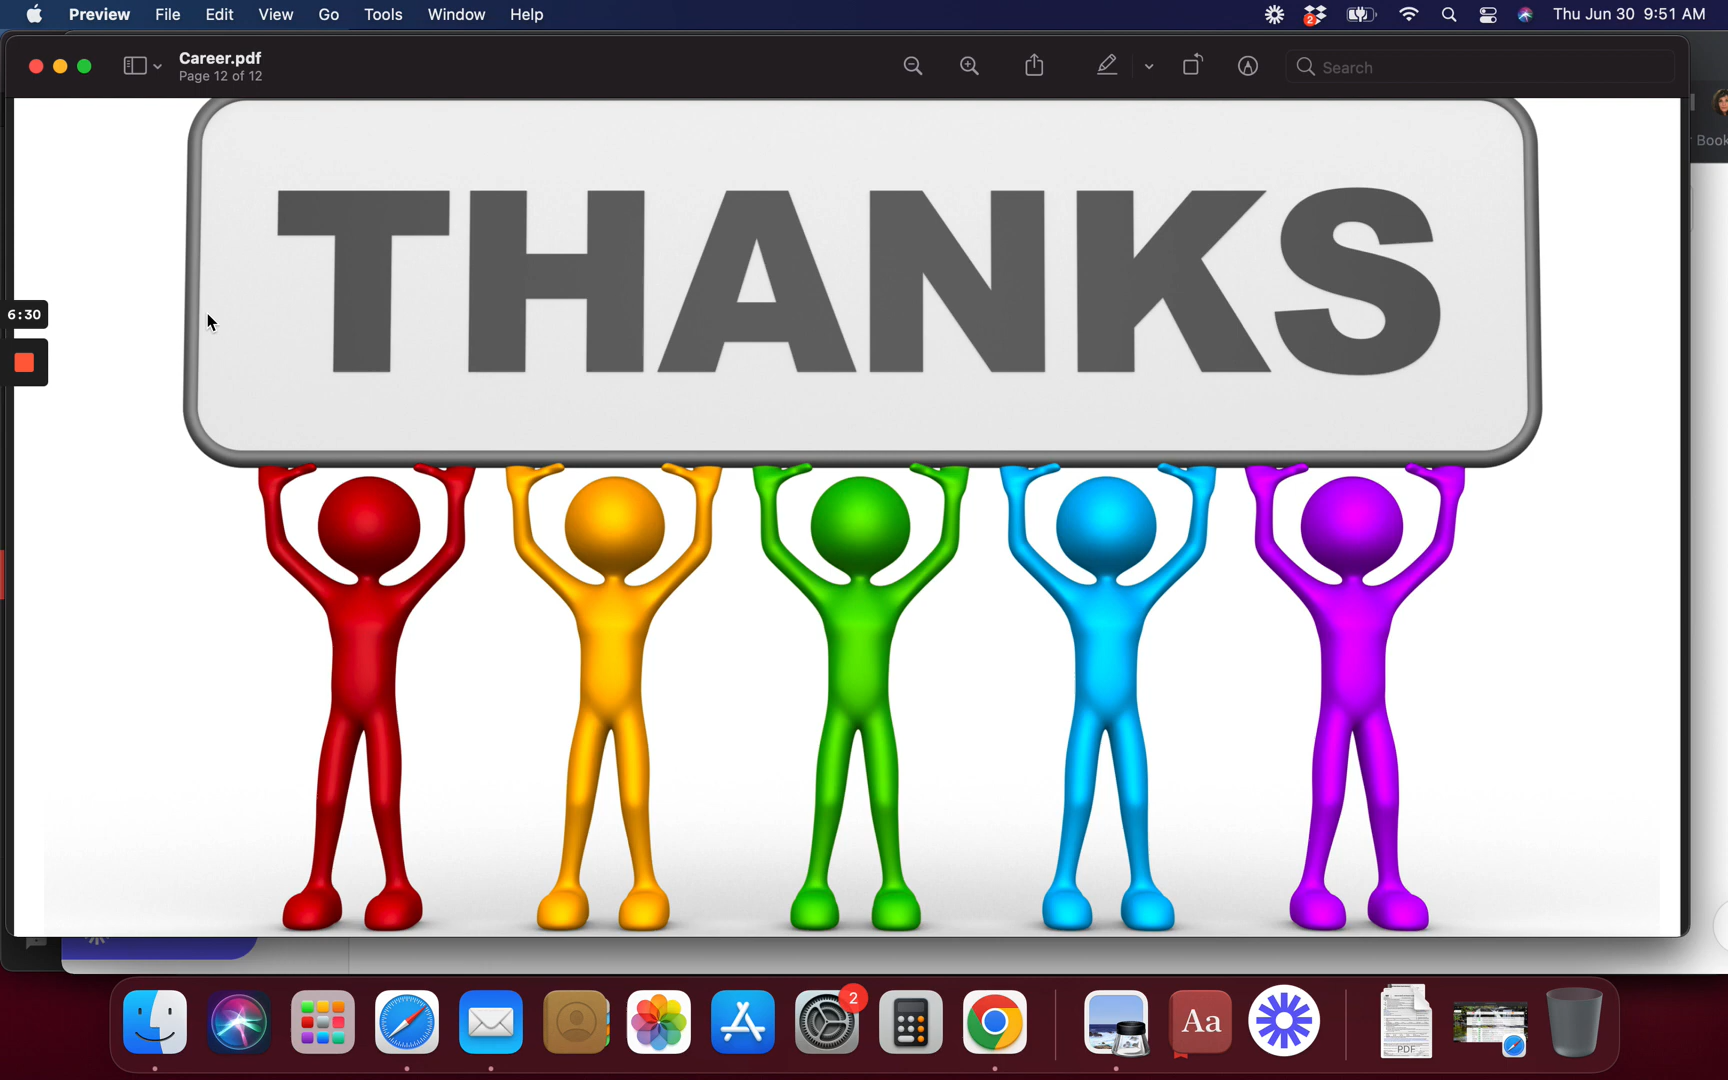 Preview File Edit View Go Tools Window Help
2
Thu Jun 30 9:51 AM
Career.pdf
Page 12 of 12
Search
Book
THANKS
6:30
2
Aa
PDF